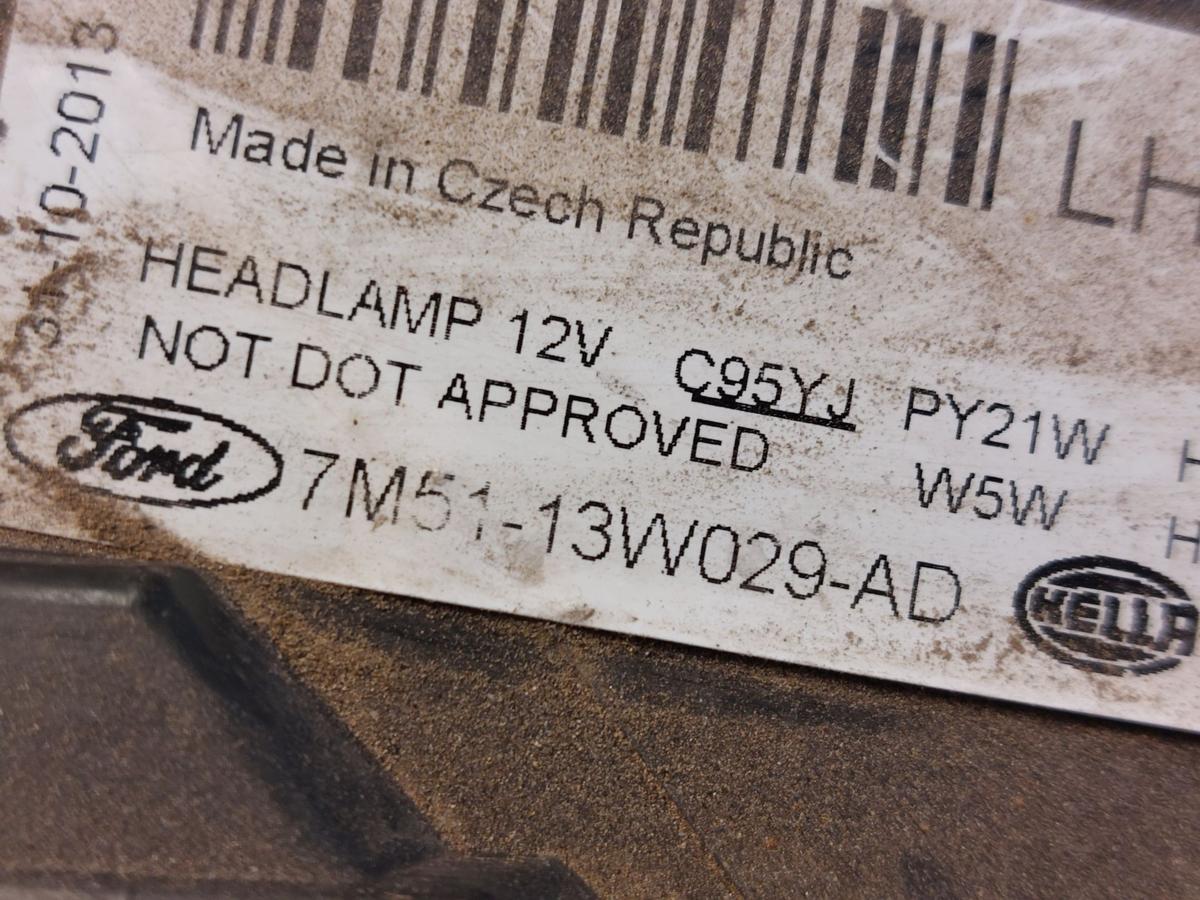 31-10-2013
LH
Made in Czech Republic
HEADLAMP 12V C95YJ PY21W H
NOT DOT APPROVED W5W H
Ford 7M51-13W029-AD HELLA